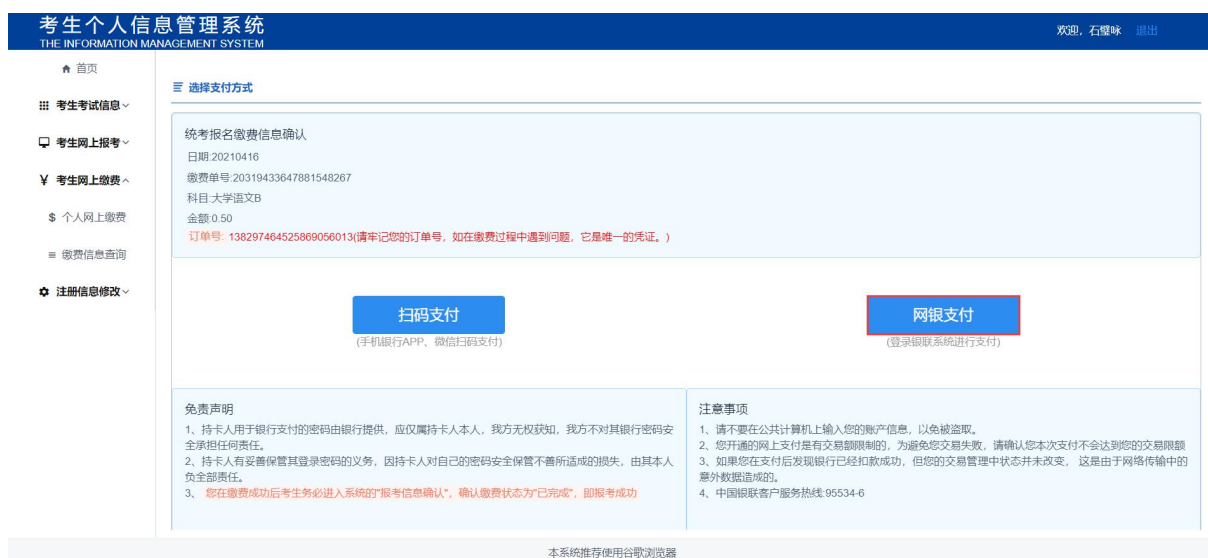 考生个人信息管理系统
THE INFORMATION MANAGEMENT SYSTEM
欢迎, 石璧咏 退出
首页
考生考试信息
考生网上报考
¥ 考生网上缴费
$ 个人网上缴费
缴费信息查询
注册信息修改
选择支付方式
统考报名缴费信息确认
日期:20210416
缴费单号:20319433647881548267
科目:大学语文B
金额:0.50
订单号: 138297464525869056013(请牢记您的订单号，如在缴费过程中遇到问题，它是唯一的凭证。)
扫码支付
(手机银行APP、微信扫码支付)
网银支付
(登录银联系统进行支付)
免责声明
1、持卡人用于银行支付的密码由银行提供，应仅属持卡人本人，我方无权获知，我方不对其银行密码安
全承担任何责任。
2、持卡人有妥善保管其登录密码的义务，因持卡人对自己的密码安全保管不善所适成的损失，由其本人
负全部责任。
3、 您在缴费成功后考生务必进入系统的"报考信息确认"，确认缴费状态为"已完成"，即报考成功
注意事项
1、请不要在公共计算机上输入您的账户信息，以免被盗取。
2、您开通的网上支付是有交易额限制的，为避免您交易失败，请确认您本次支付不会达到您的交易限额
3、如果您在支付后发现银行已经扣款成功，但您的交易管理中状态并未改变， 这是由于网络传输中的
意外数据造成的。
4、中国银联客户服务热线:95534-6
本系统推荐使用谷歌浏览器